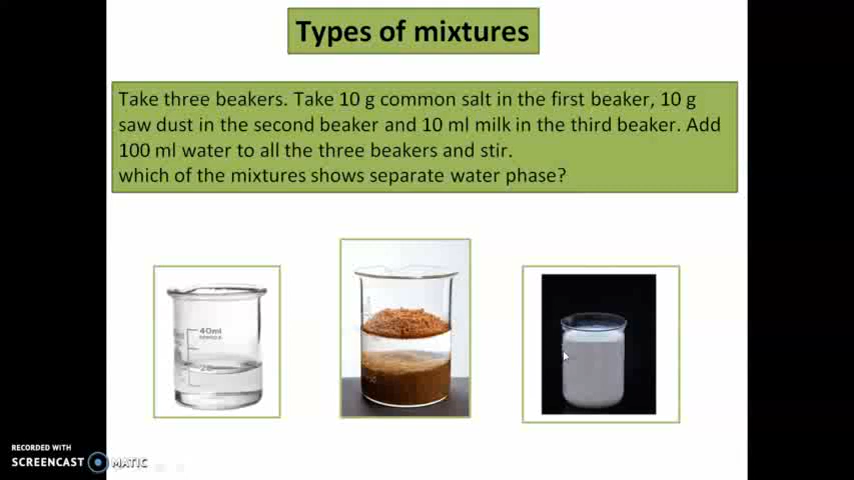 Types of mixtures
Take three beakers. Take 10 g common salt in the first beaker, 10 g
saw dust in the second beaker and 10 ml milk in the third beaker. Add
100 ml water to all the three beakers and stir.
which of the mixtures shows separate water phase?
40ml
RECORDED WITH
SCREENCAST MATIC